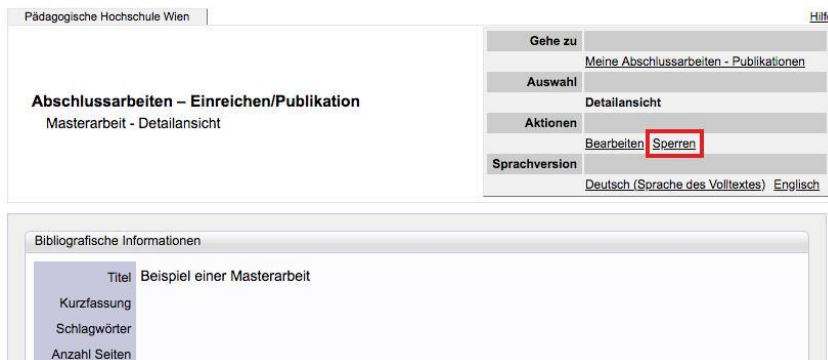 Pädagogische Hochschule Wien
Hilfe
Gehe zu
Meine Abschlussarbeiten - Publikationen
Auswahl
Detailansicht
Abschlussarbeiten – Einreichen/Publikation
Masterarbeit - Detailansicht
Aktionen
Bearbeiten Sperren
Sprachversion
Deutsch (Sprache des Volltextes) Englisch
Bibliografische Informationen
Titel Beispiel einer Masterarbeit
Kurzfassung
Schlagwörter
Anzahl Seiten